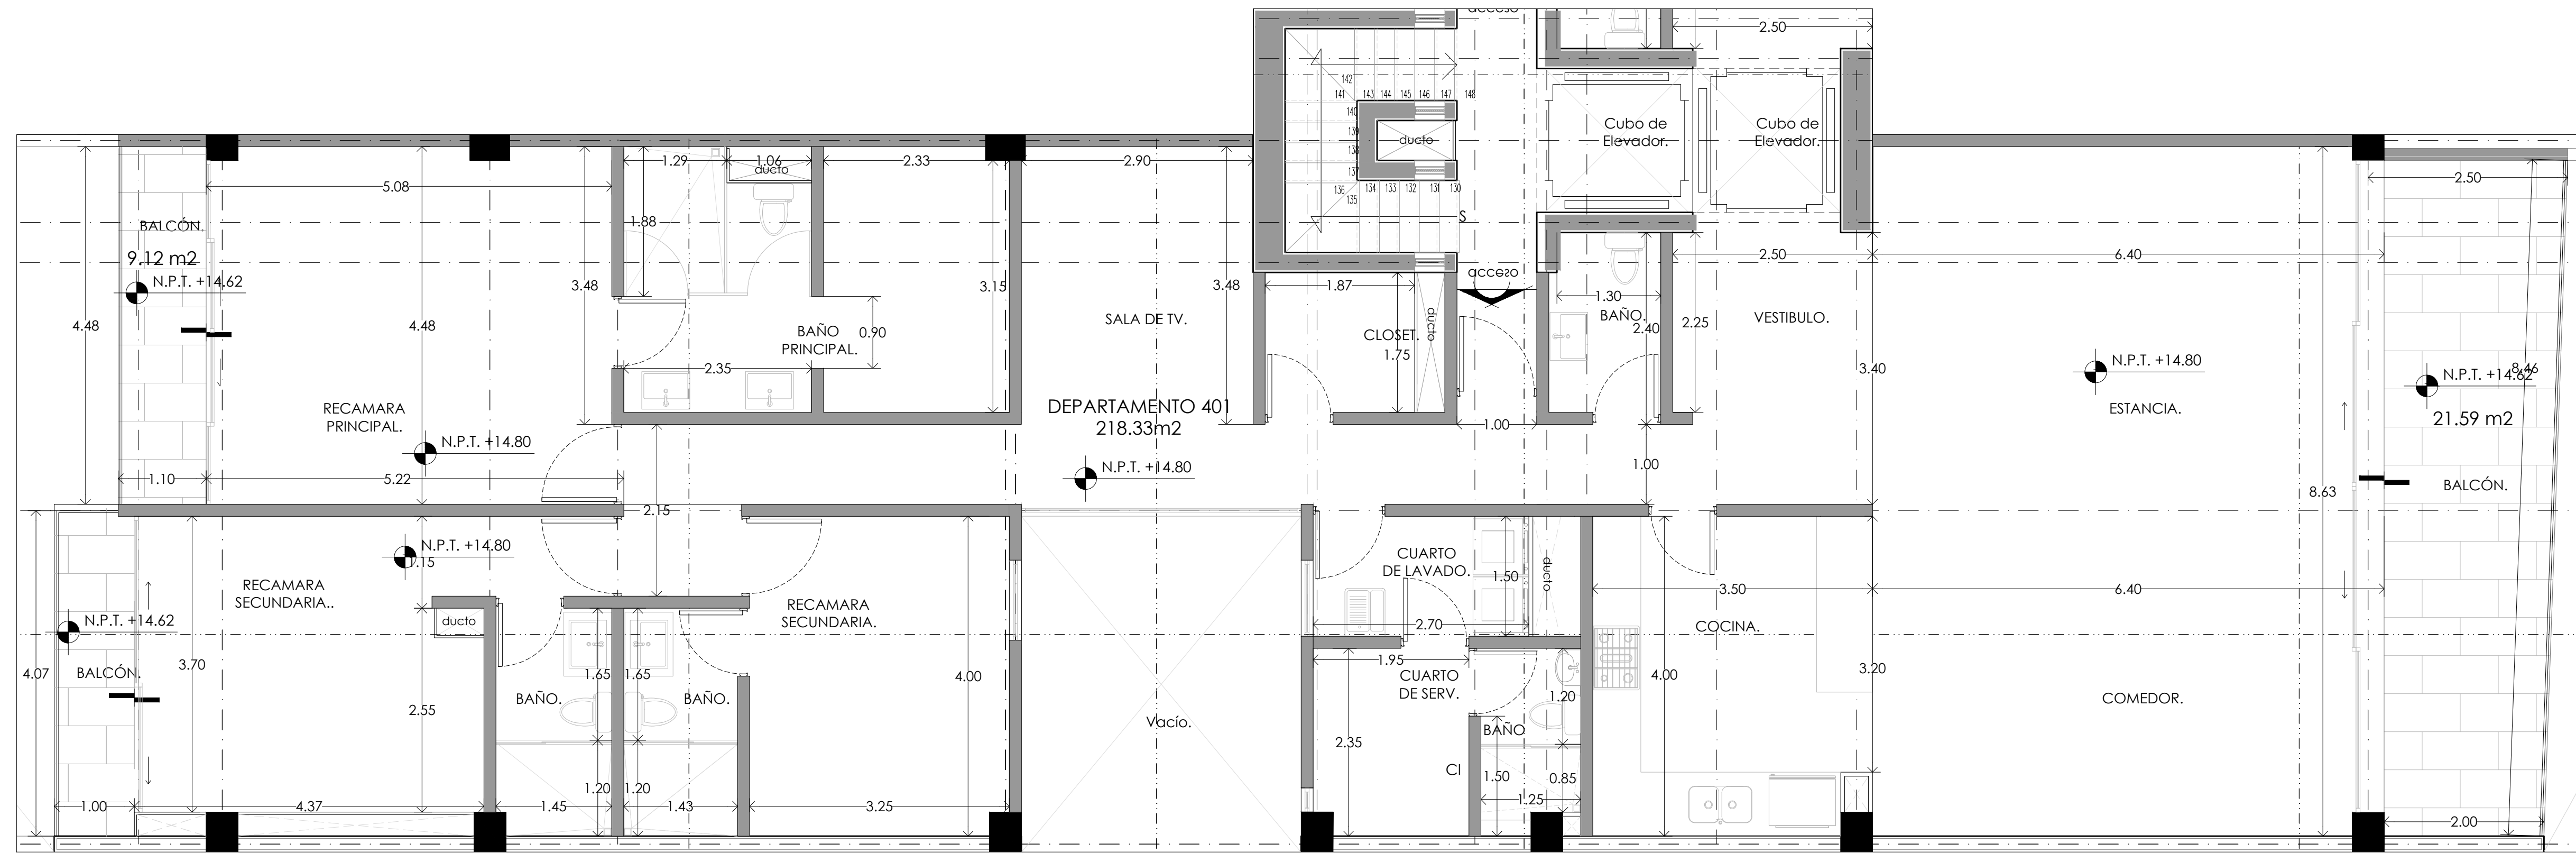 acceso
2.50
142
141
143
144
145
146
147
148
140
139
138
137
136
135
134
133
132
131
130
ducto
S
Cubo de
Elevador.
Cubo de
Elevador.
1.29
1.06
ducto
2.33
2.90
5.08
2.50
BALCÓN.
9.12 m2
N.P.T. +14.62
1.88
3.48
3.15
3.48
4.48
4.48
BAÑO
PRINCIPAL.
0.90
2.35
SALA DE TV.
1.87
CLOSET.
1.75
ducto
acceso
1.30
BAÑO.
2.40
2.25
2.50
VESTIBULO.
6.40
3.40
N.P.T. +14.80
ESTANCIA.
8.46
N.P.T. +14.62
21.59 m2
BALCÓN.
RECAMARA
PRINCIPAL.
N.P.T. +14.80
DEPARTAMENTO 401
218.33m2
N.P.T. +14.80
1.00
1.00
1.10
5.22
2.15
8.63
N.P.T. +14.80
1.15
RECAMARA
SECUNDARIA..
ducto
RECAMARA
SECUNDARIA.
CUARTO
DE LAVADO.
1.50
ducto
2.70
3.50
6.40
COCINA.
N.P.T. +14.62
BALCÓN.
4.07
3.70
2.55
BAÑO.
1.65
1.65
BAÑO.
4.00
Vacío.
1.95
CUARTO
DE SERV.
1.20
BAÑO
4.00
3.20
COMEDOR.
2.35
Cl
1.50
0.85
1.25
1.00
4.37
1.45
1.20
1.20
1.43
3.25
2.00